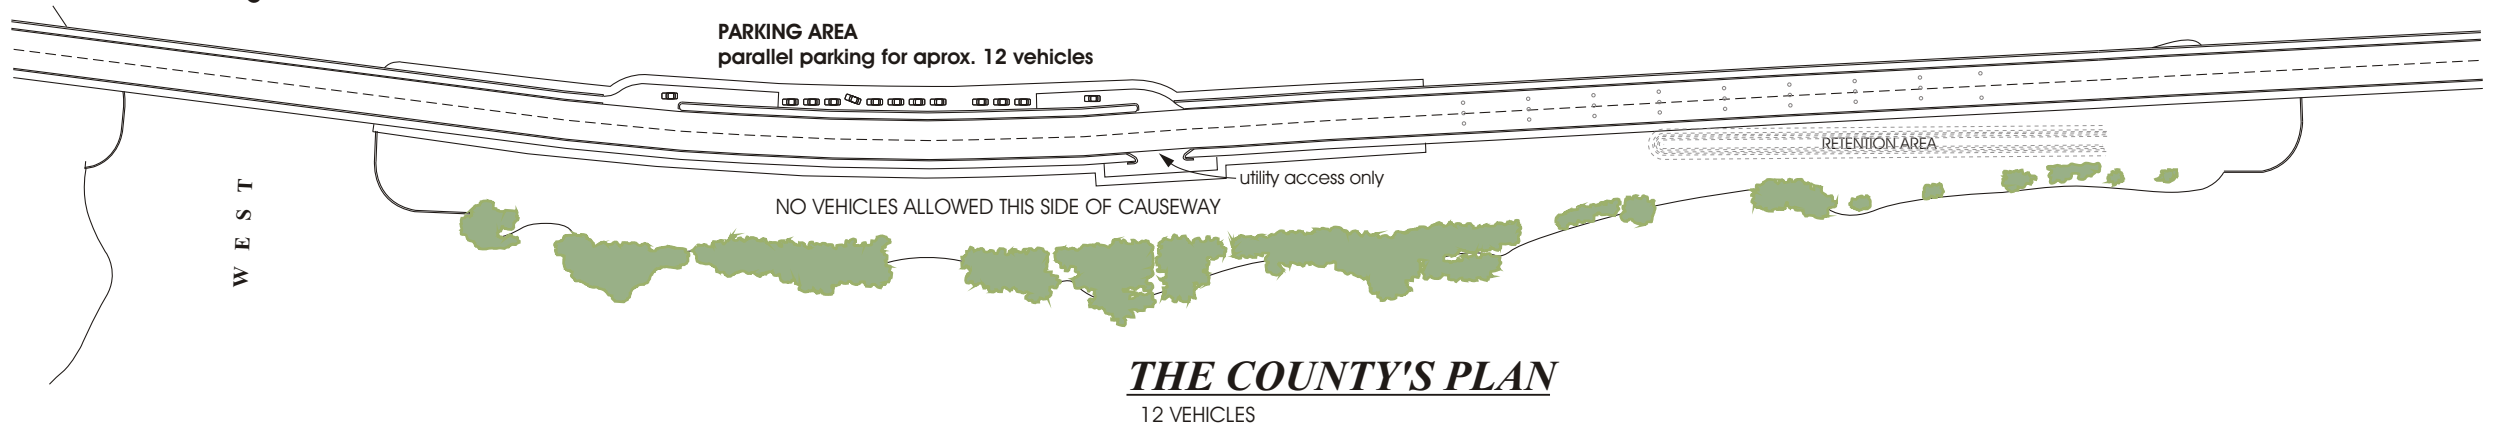 PARKING AREA
parallel parking for aprox. 12 vehicles
RETENTION AREA
utility access only
WEST
NO VEHICLES ALLOWED THIS SIDE OF CAUSEWAY
THE COUNTY'S PLAN
12 VEHICLES